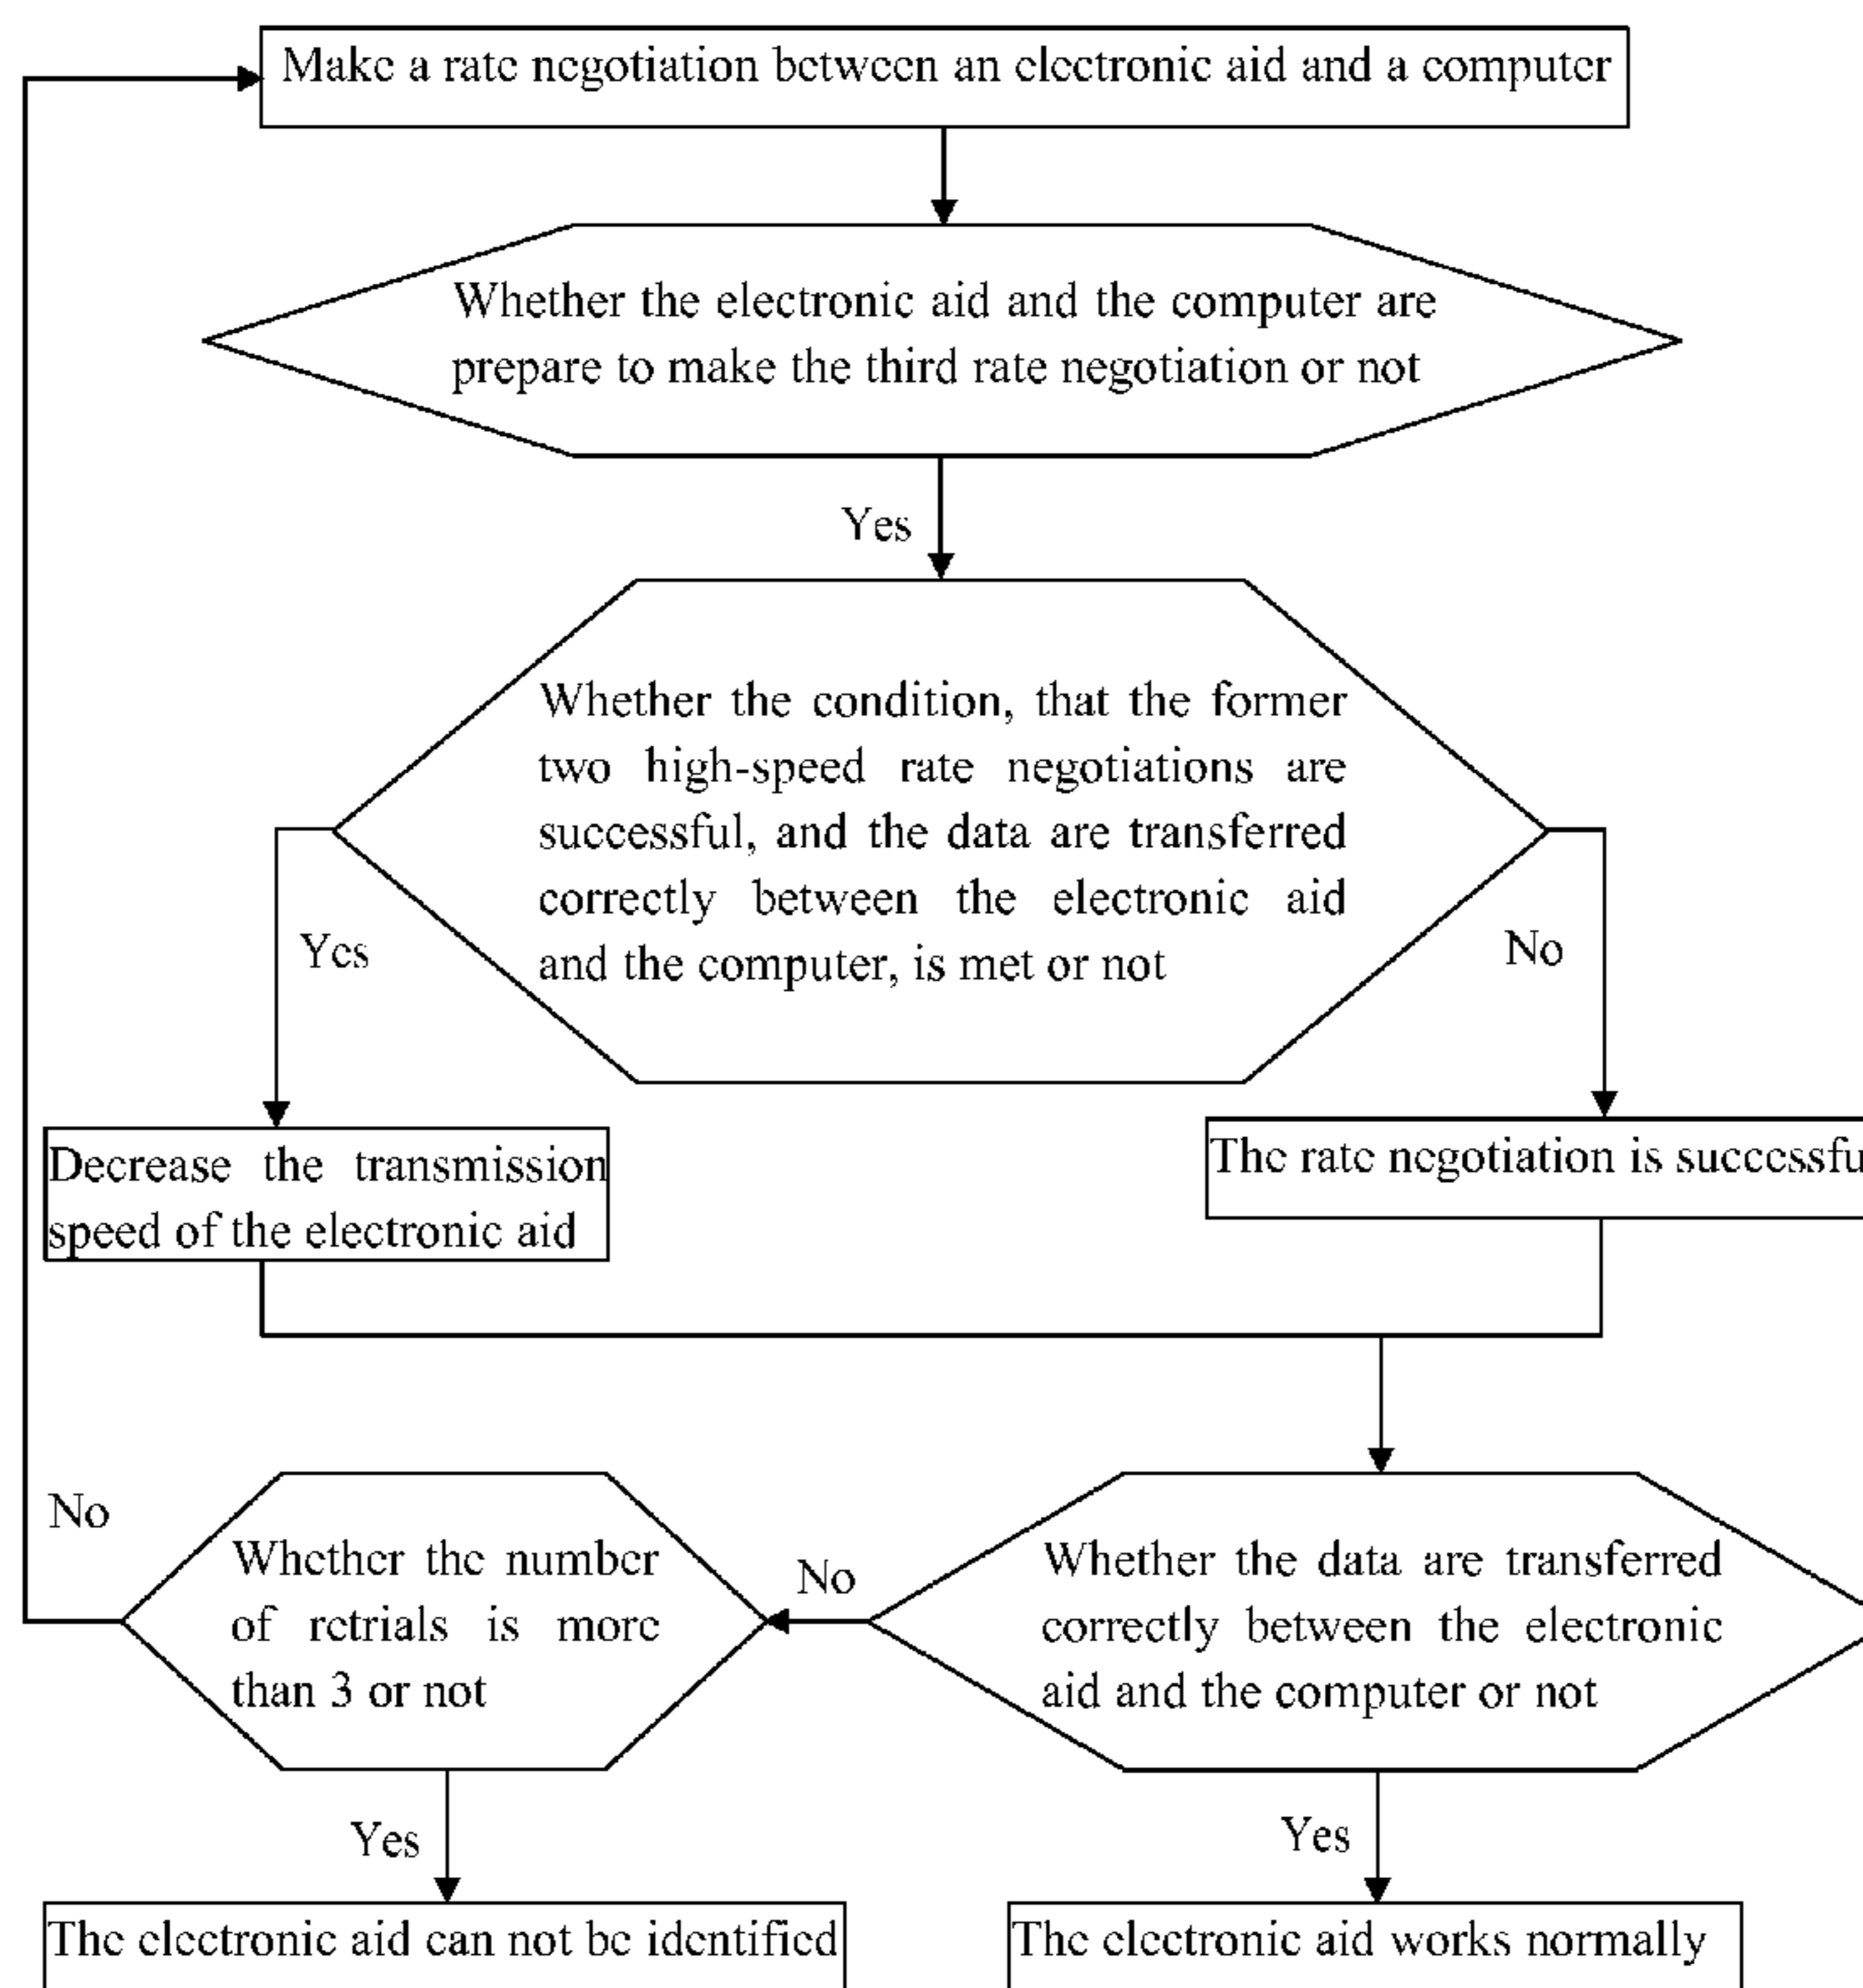 Make a rate negotiation between an electronic aid and a computer
Whether the electronic aid and the computer are
prepare to make the third rate negotiation or not
Yes
Whether the condition, that the former
two high-speed rate negotiations are
successful, and the data are transferred
correctly between the electronic aid
and the computer, is met or not
Yes
No
Decrease the transmission
speed of the electronic aid
The rate negotiation is successfu
No
Whether the number
of retrials is more
than 3 or not
No
Whether the data are transferred
correctly between the electronic
aid and the computer or not
Yes
Yes
The electronic aid can not be identified
The electronic aid works normally